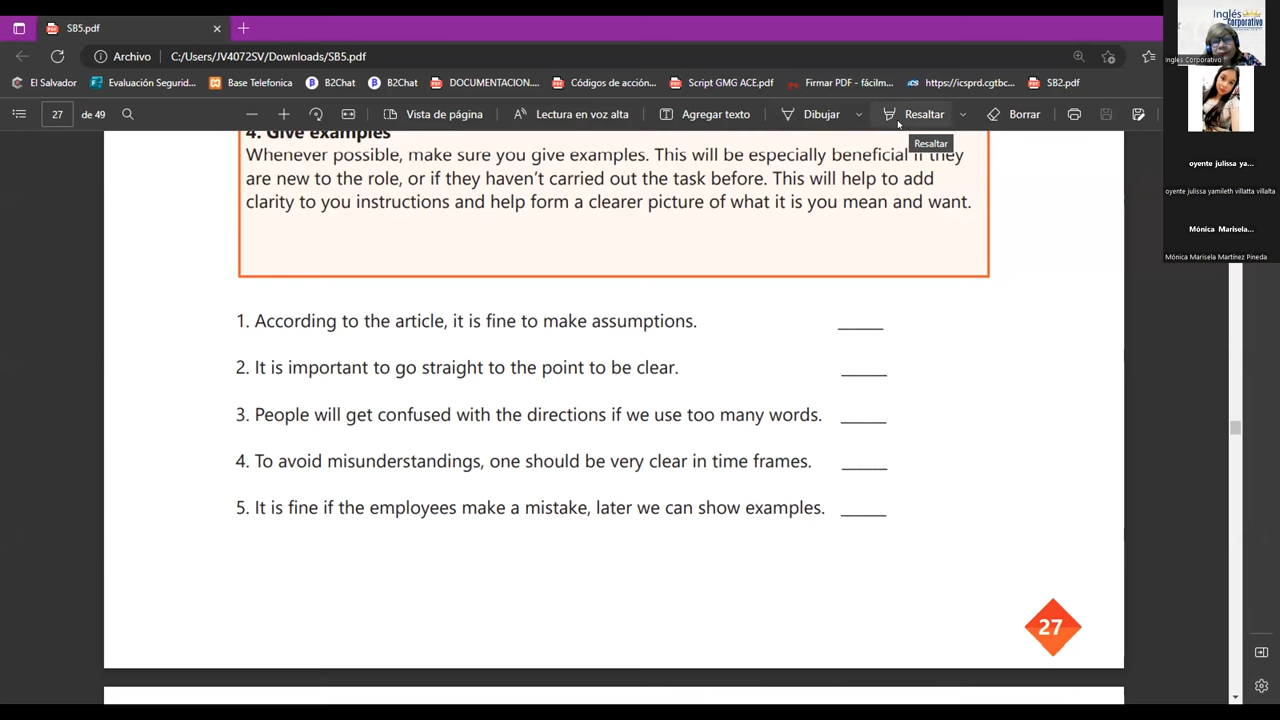 SB5.pdf
Archivo C:/Users/JV4072SV/Downloads/SB5.pdf
El Salvador Evaluación Segurid... Base Telefonica B2Chat B2Chat DOCUMENTACIÓN... Códigos de acción... Script GMG ACE.pdf Firmar PDF - fácilm... https://icsprd.cgtbc... SB2.pdf
27 de 49 Vista de página Lectura en voz alta Agregar texto Dibujar Resaltar Borrar
Resaltar
4. Give examples
Whenever possible, make sure you give examples. This will be especially beneficial if they
are new to the role, or if they haven't carried out the task before. This will help to add
clarity to you instructions and help form a clearer picture of what it is you mean and want.
1. According to the article, it is fine to make assumptions. _____
2. It is important to go straight to the point to be clear. _____
3. People will get confused with the directions if we use too many words. _____
4. To avoid misunderstandings, one should be very clear in time frames. _____
5. It is fine if the employees make a mistake, later we can show examples. _____
27
Inglés
Corporativo
Inglés Corporativo
oyente julissa ya...
oyente julissa yamileth villatta villalta
Mónica Marisela...
Mónica Marisela Martínez Pineda